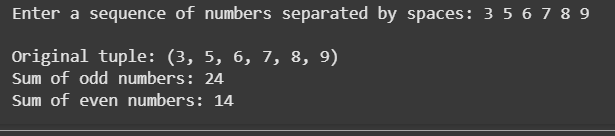 Enter a sequence of numbers separated by spaces: 3 5 6 7 8 9
Original tuple: (3, 5, 6, 7, 8, 9)
Sum of odd numbers: 24
Sum of even numbers: 14